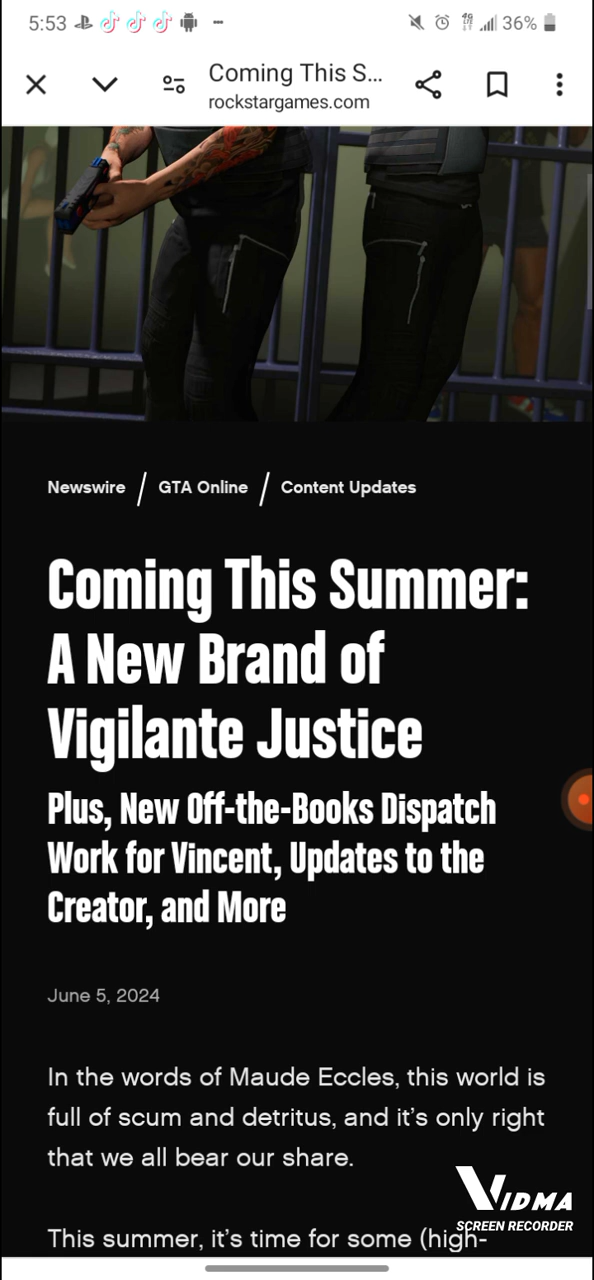 5:53
4G
LTE
36%
Coming This S...
rockstargames.com
Newswire / GTA Online / Content Updates
Coming This Summer:
A New Brand of
Vigilante Justice
Plus, New Off-the-Books Dispatch
Work for Vincent, Updates to the
Creator, and More
June 5, 2024
In the words of Maude Eccles, this world is
full of scum and detritus, and it’s only right
that we all bear our share.
This summer, it’s time for some (high-
VIDMA
SCREEN RECORDER